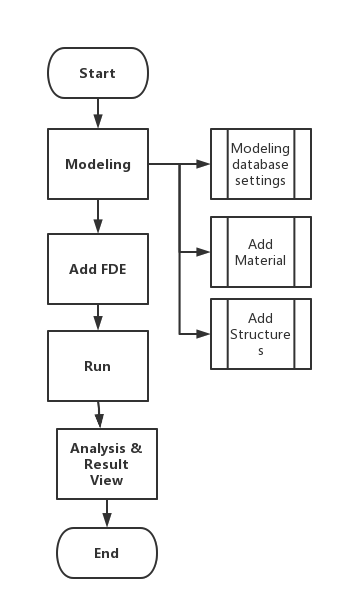 Start
Modeling
Modeling
database
settings
Add
Material
Add FDE
Add
Structure
s
Run
Analysis &
Result
View
End